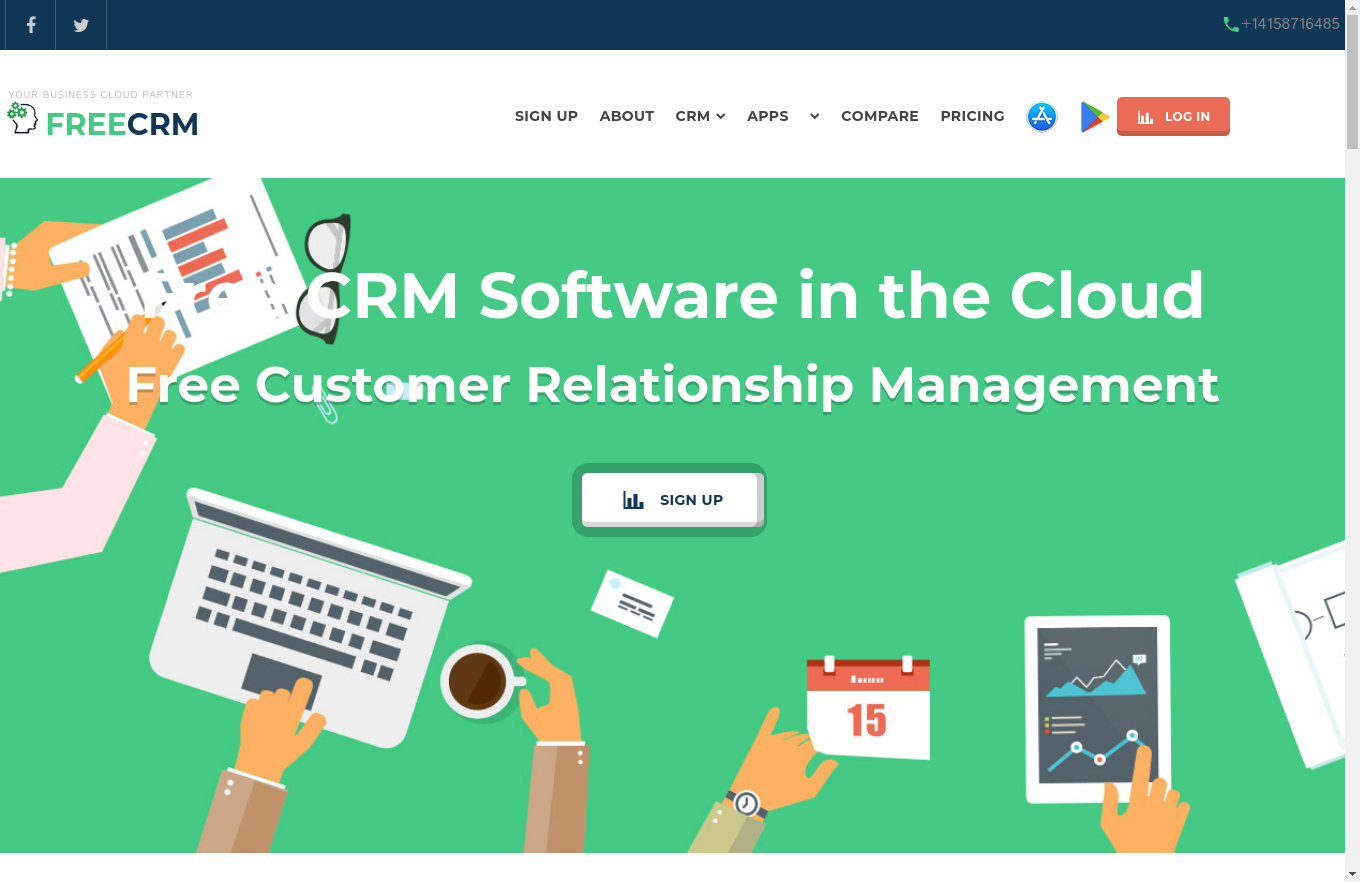 +14158716485
YOUR BUSINESS CLOUD PARTNER
FREECRM
SIGN UP ABOUT CRM APPS COMPARE PRICING LOG IN
Free CRM Software in the Cloud
Free Customer Relationship Management
SIGN UP
15